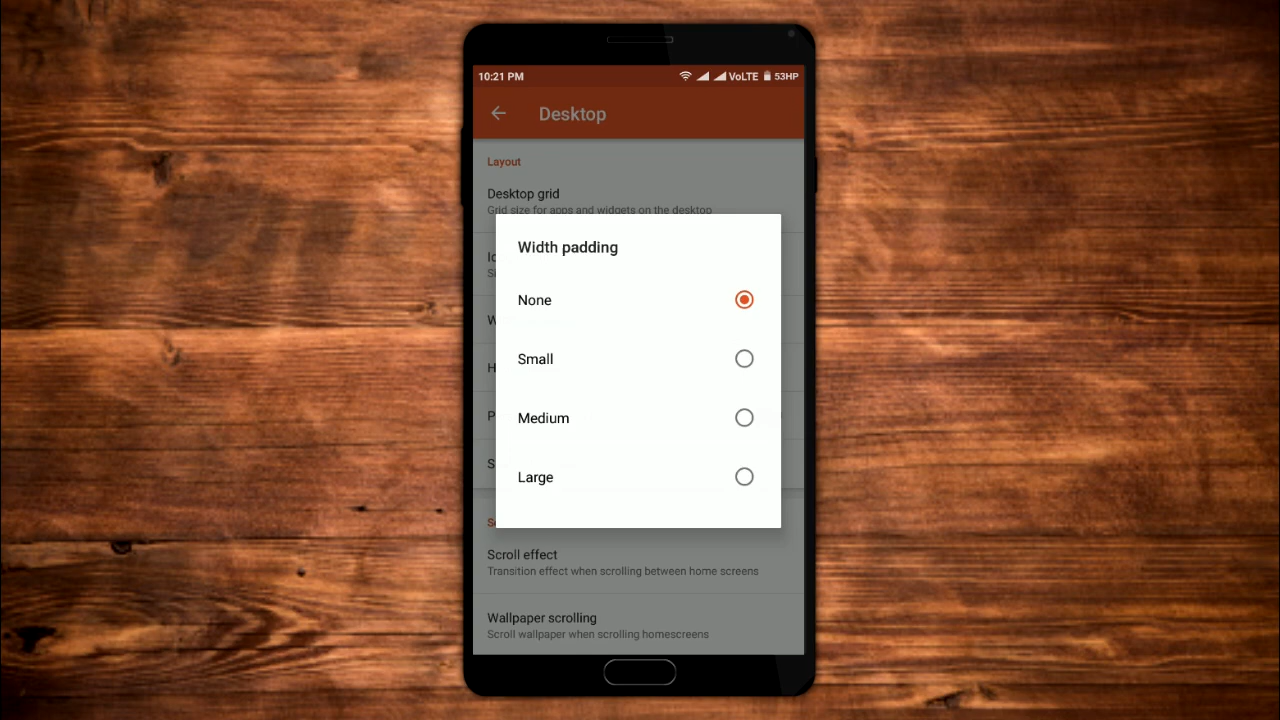 10:21 PM VoLTE 53HP
Desktop
Layout
Desktop grid
Grid size for apps and widgets on the desktop
Width padding
None
Small
Medium
Large
Scroll effect
Transition effect when scrolling between home screens
Wallpaper scrolling
Scroll wallpaper when scrolling homescreens